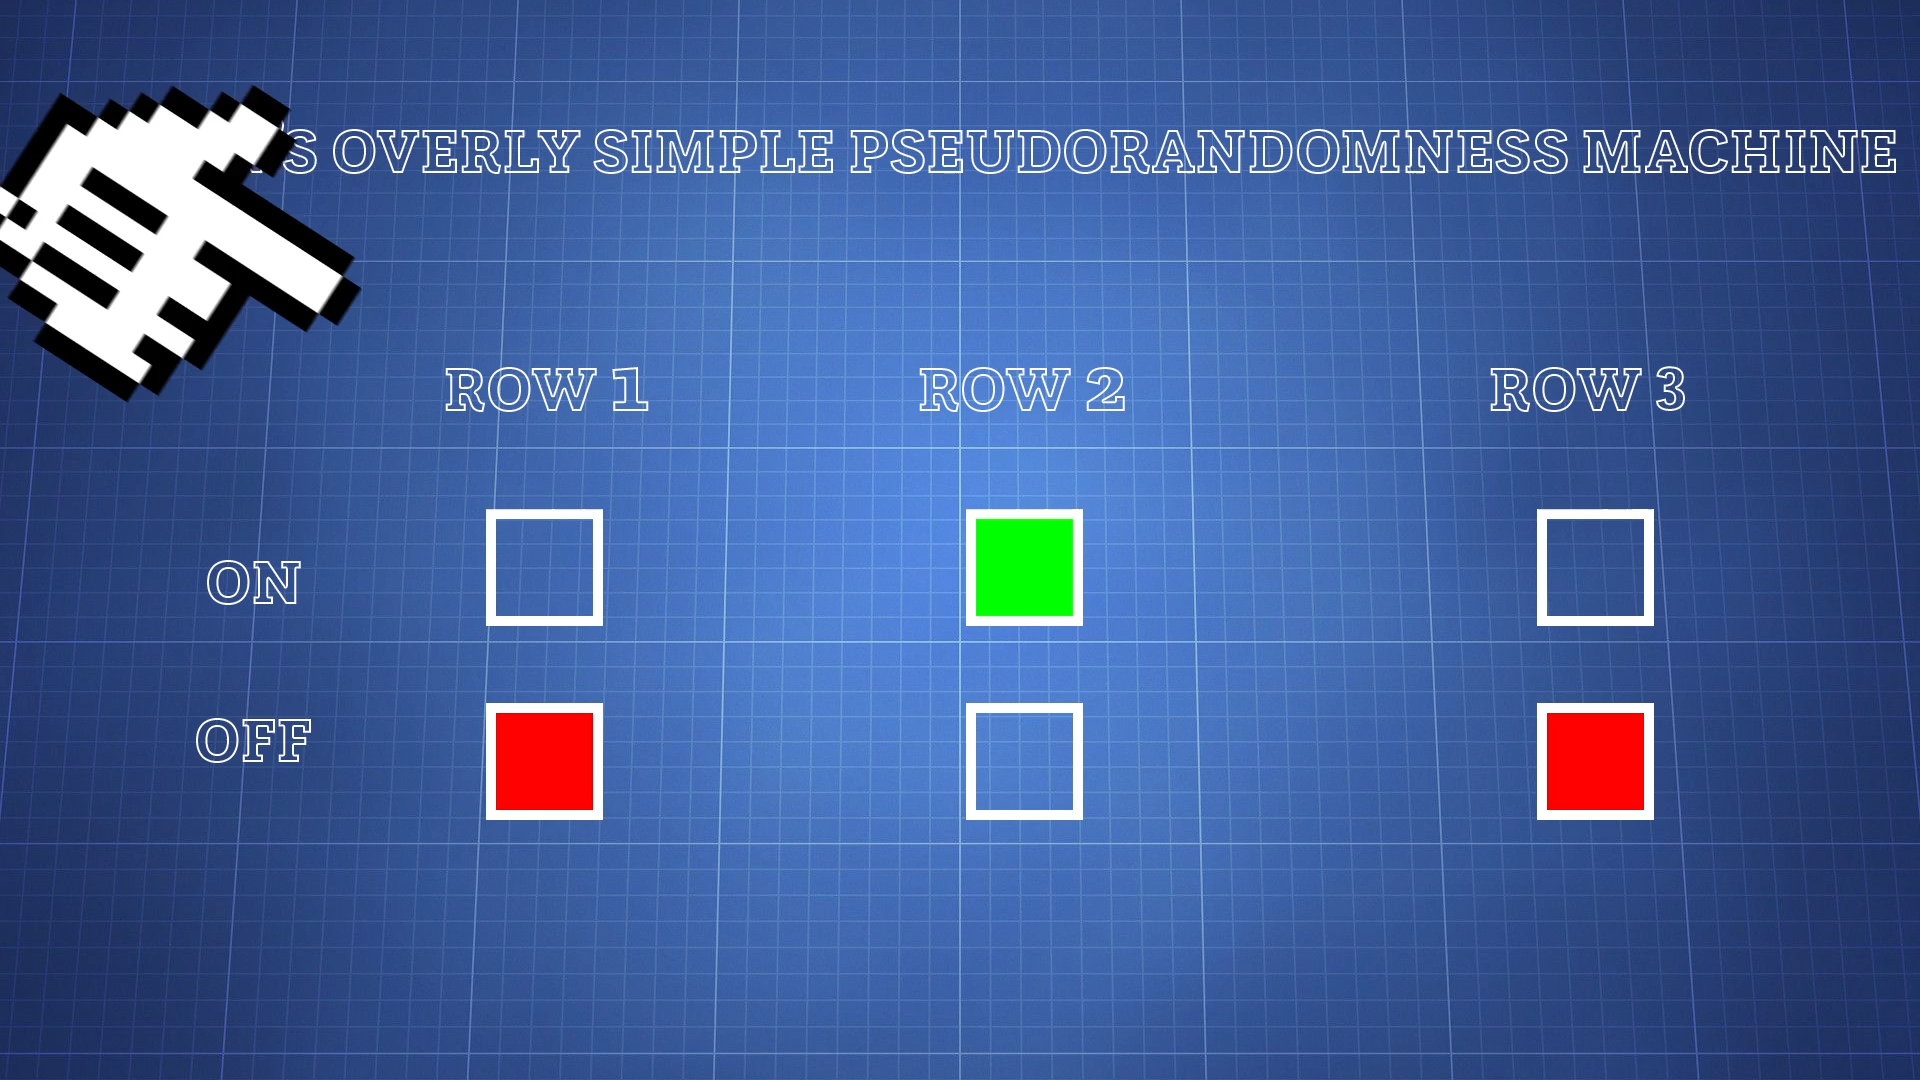 'S OVERLY SIMPLE PSEUDORANDOMNESS MACHINE
ROW 1 ROW 2 ROW 3
ON
OFF